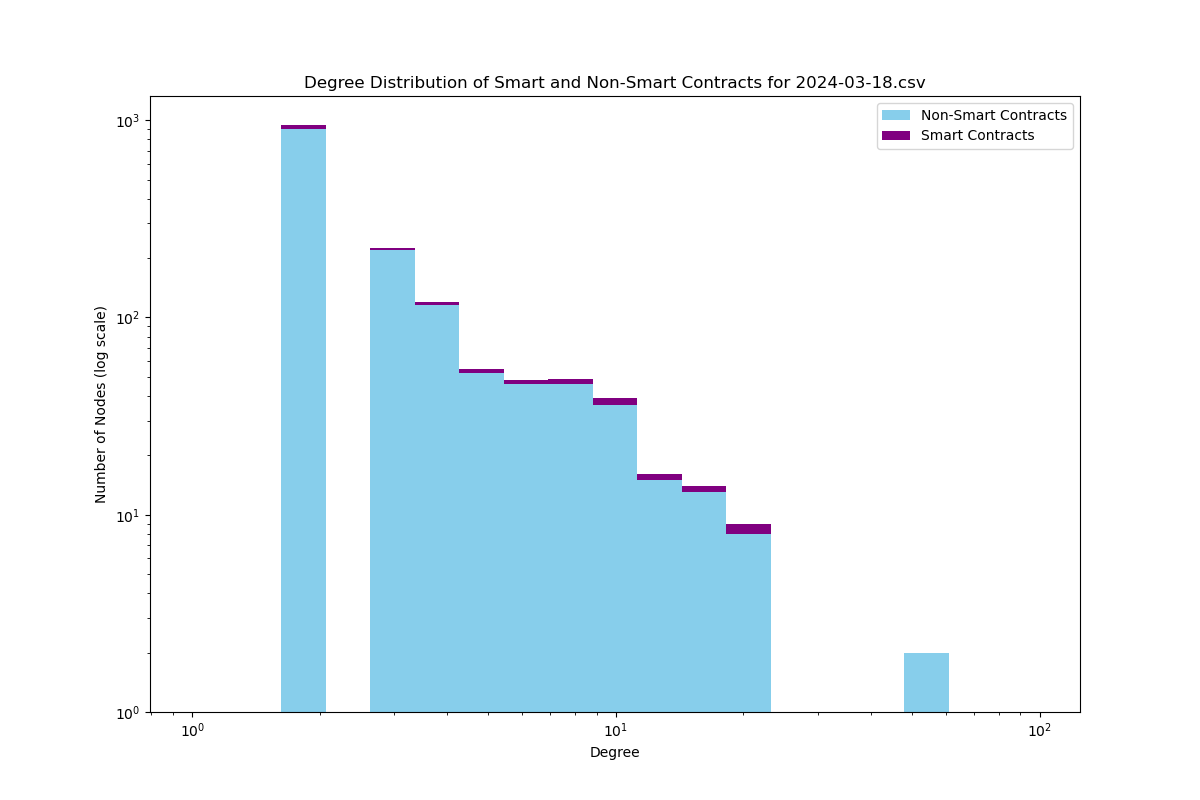 Degree Distribution of Smart and Non-Smart Contracts for 2024-03-18.csv
Non-Smart Contracts
Smart Contracts
Number of Nodes (log scale)
10³
10²
10¹
10⁰
10⁰ 10¹ 10²
Degree